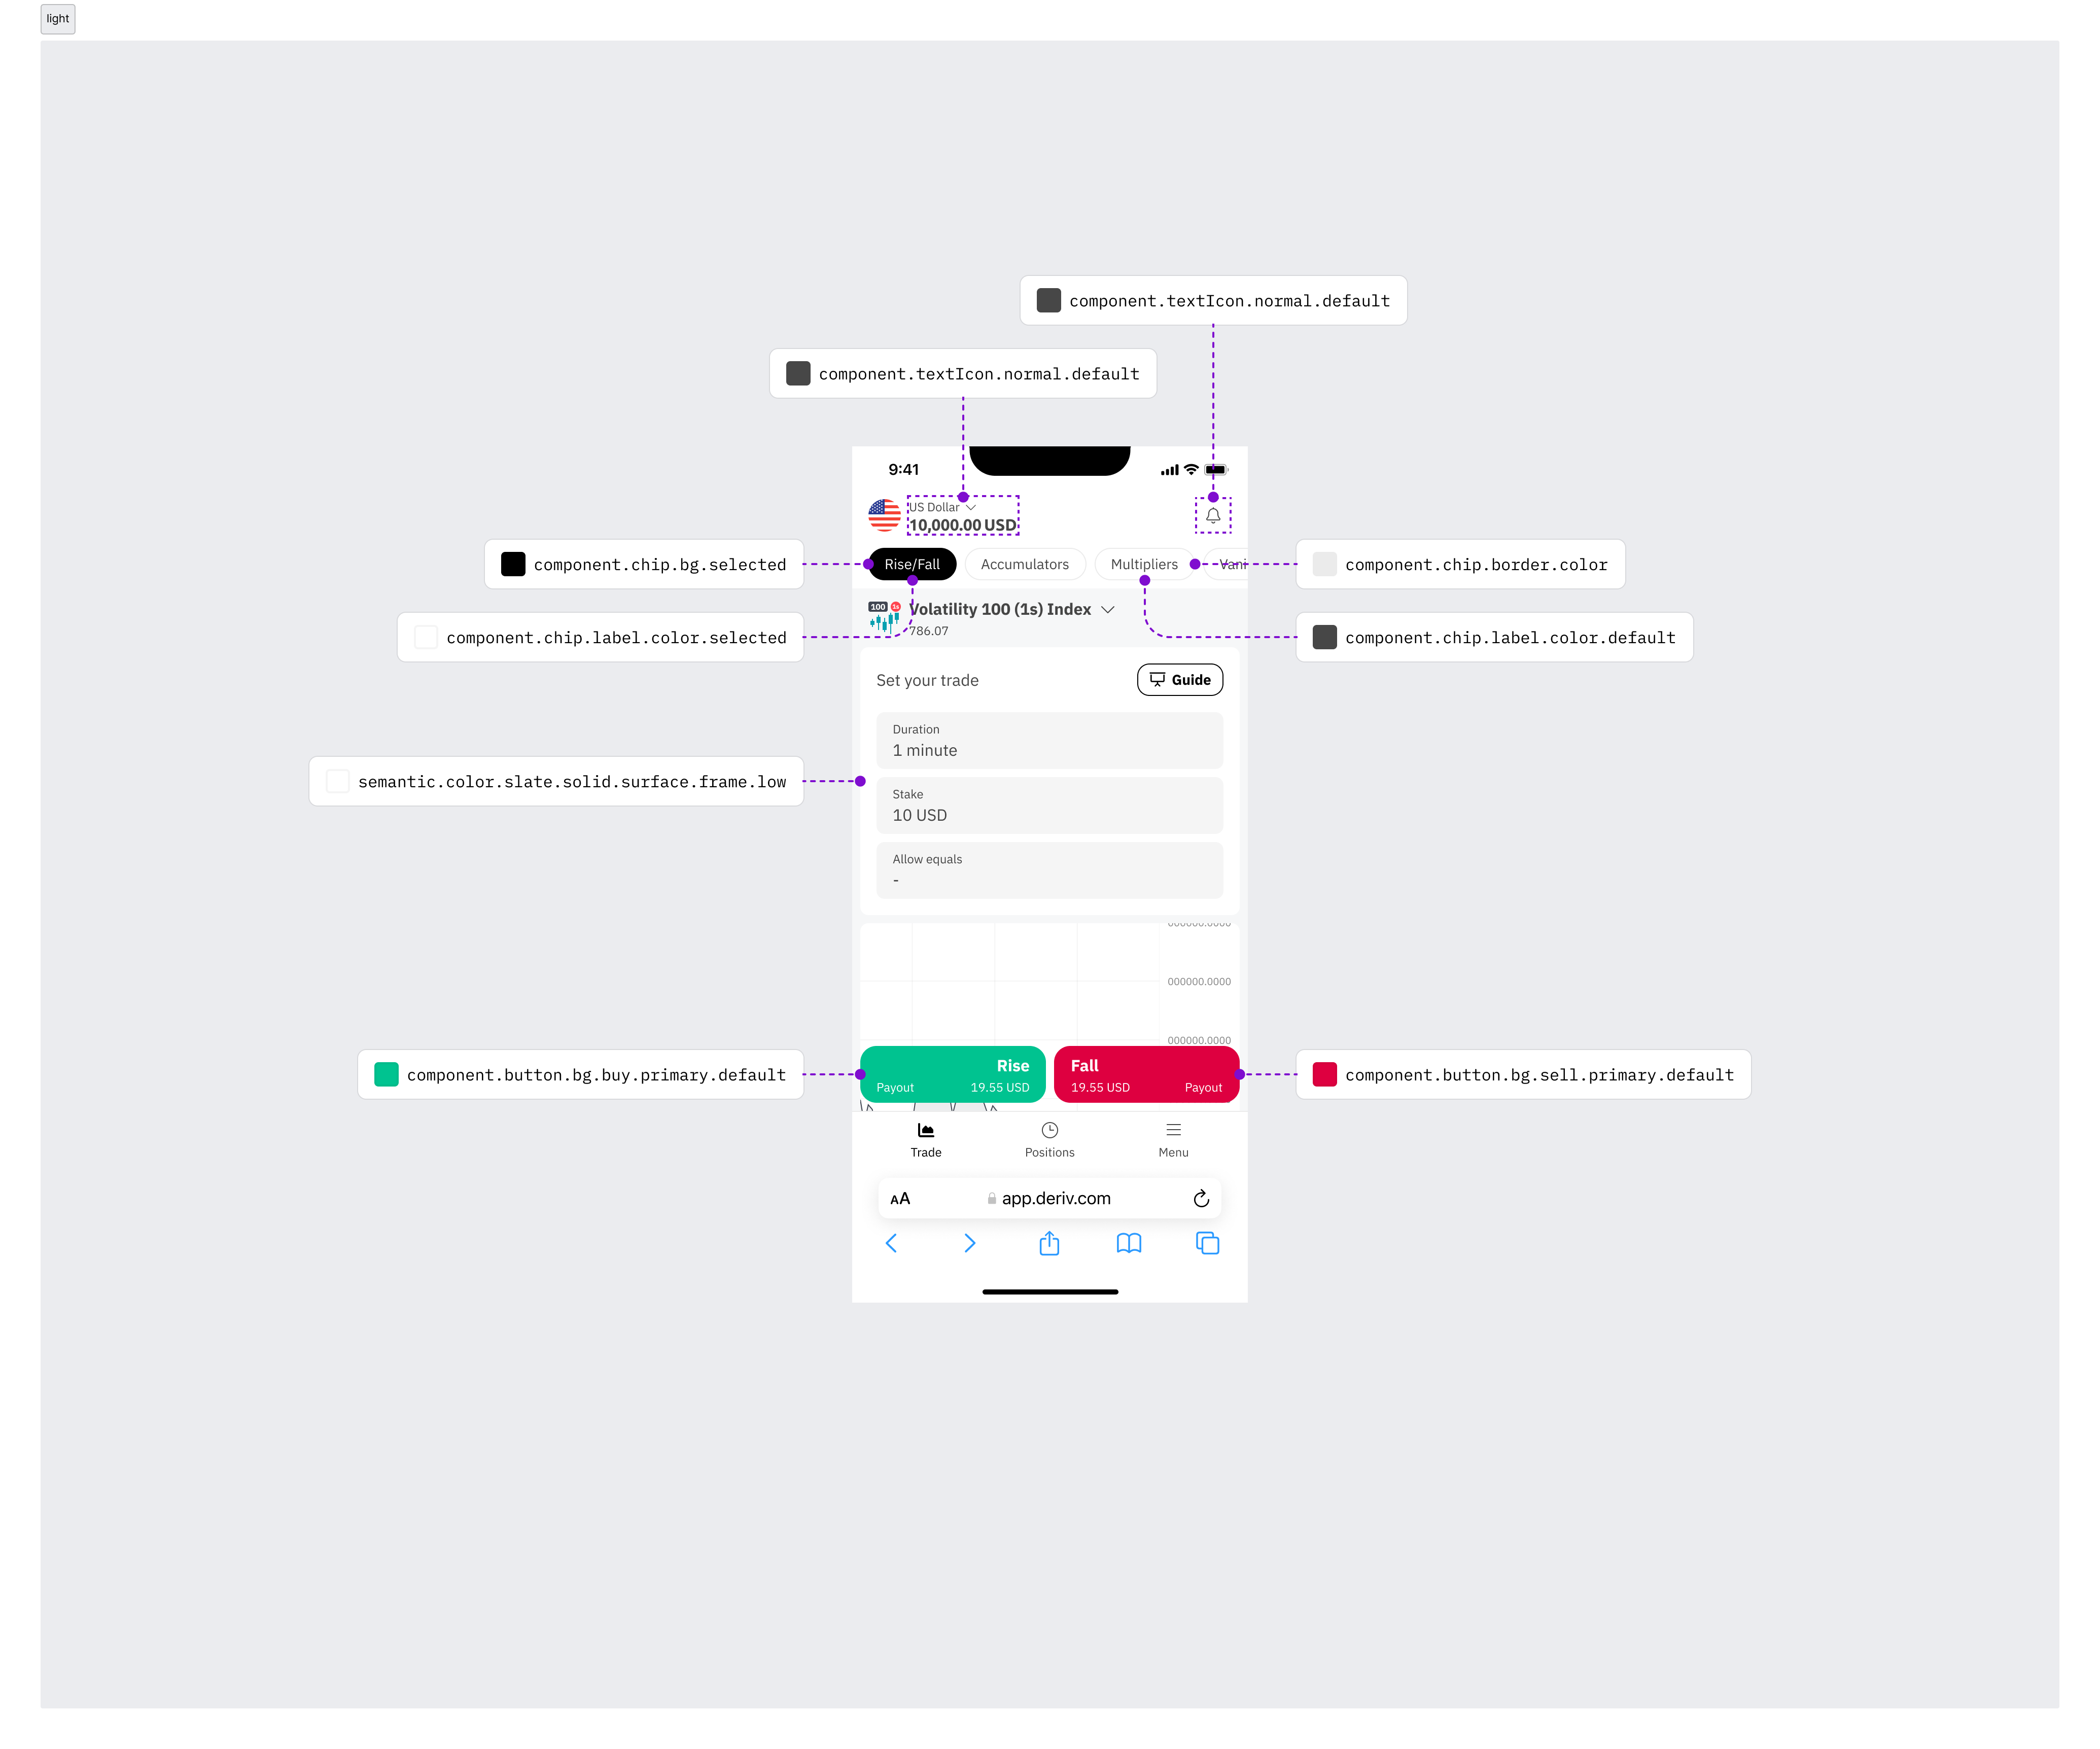 light
component.textIcon.normal.default
component.textIcon.normal.default
9:41
US Dollar
10,000.00 USD
component.chip.bg.selected
Rise/Fall
Accumulators
Multipliers
Vani
component.chip.border.color
100
1s
Volatility 100 (1s) Index
786.07
component.chip.label.color.selected
component.chip.label.color.default
Set your trade
Guide
Duration
1 minute
semantic.color.slate.solid.surface.frame.low
Stake
10 USD
Allow equals
-
000000.0000
000000.0000
000000.0000
component.button.bg.buy.primary.default
Rise
Payout
19.55 USD
Fall
19.55 USD
Payout
component.button.bg.sell.primary.default
Trade
Positions
Menu
AA
app.deriv.com